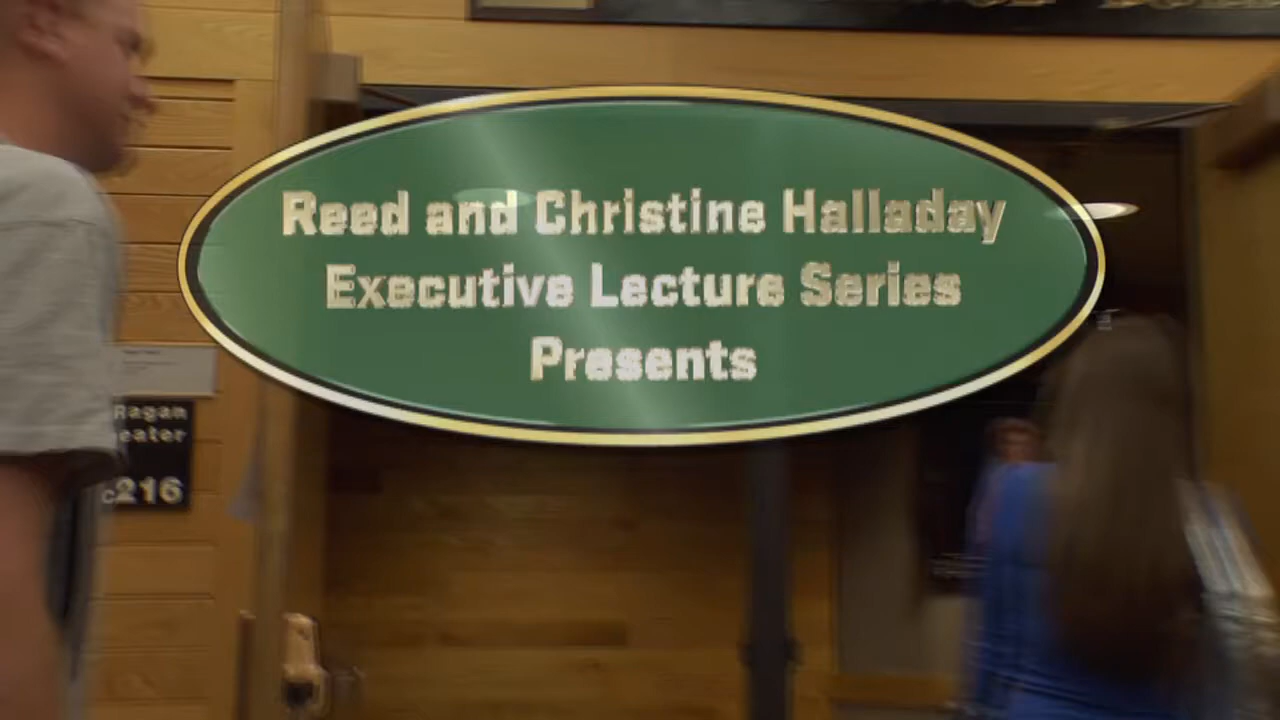 Reed and Christine Halladay
Executive Lecture Series
Presents
Ragan
eater
c216